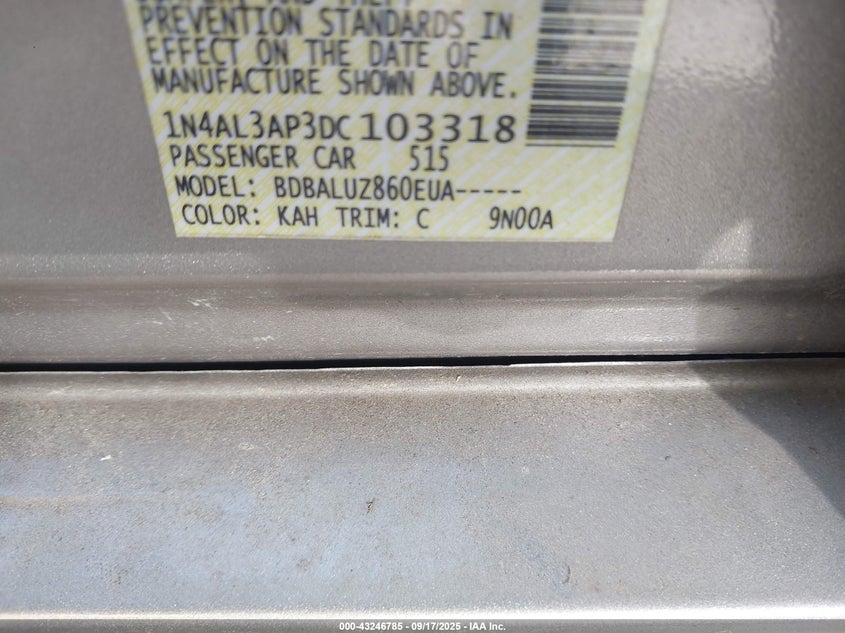 PREVENTION STANDARDS IN
EFFECT ON THE DATE OF
MANUFACTURE SHOWN ABOVE.
1N4AL3AP3DC103318
PASSENGER CAR 515
MODEL: BDBALUZ860EUA-----
COLOR: KAH TRIM: C 9N00A
000-43246785 - 09/17/2025 - IAA Inc.